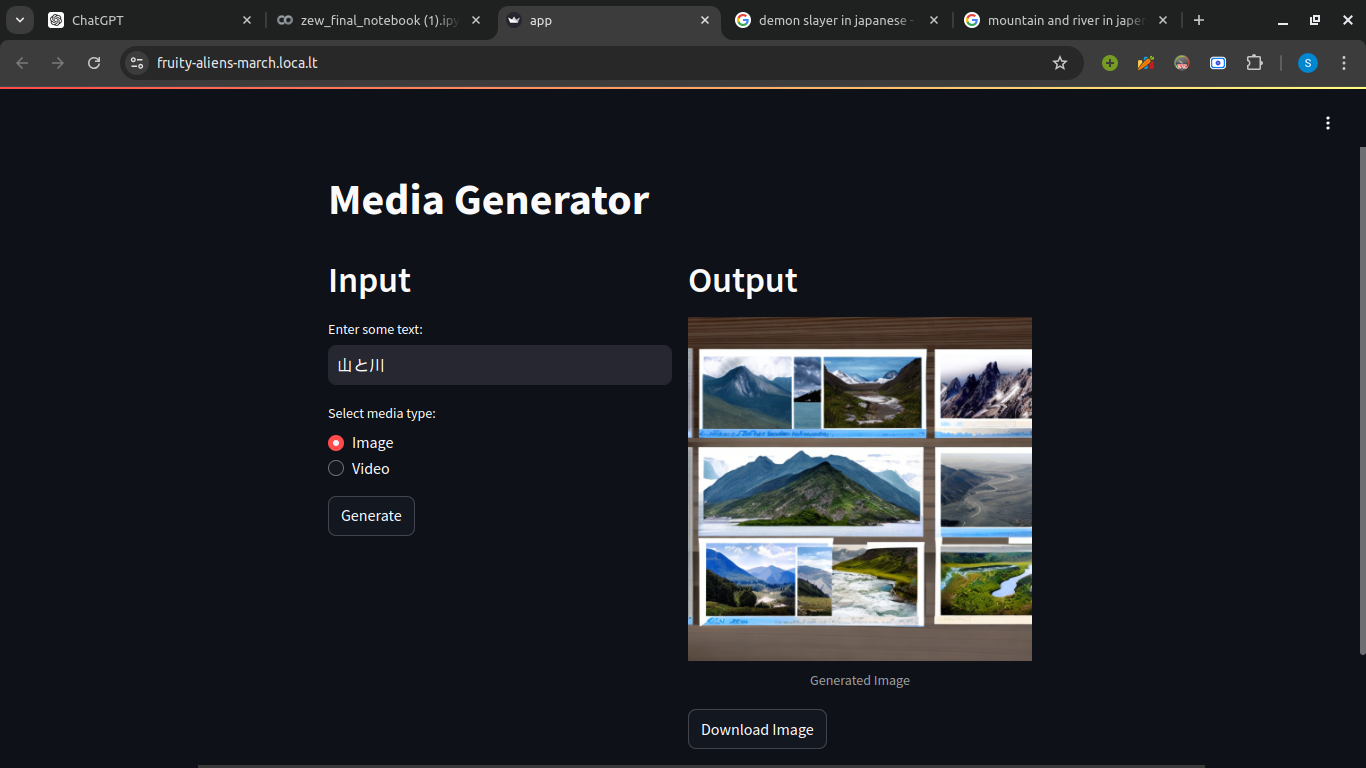 ChatGPT
zew_final_notebook (1).ipy
app
demon slayer in japanese -
mountain and river in japen
fruity-aliens-march.loca.lt
S
Media Generator
Input
Output
Enter some text:
山と川
Select media type:
Image
Video
Generate
Generated Image
Download Image